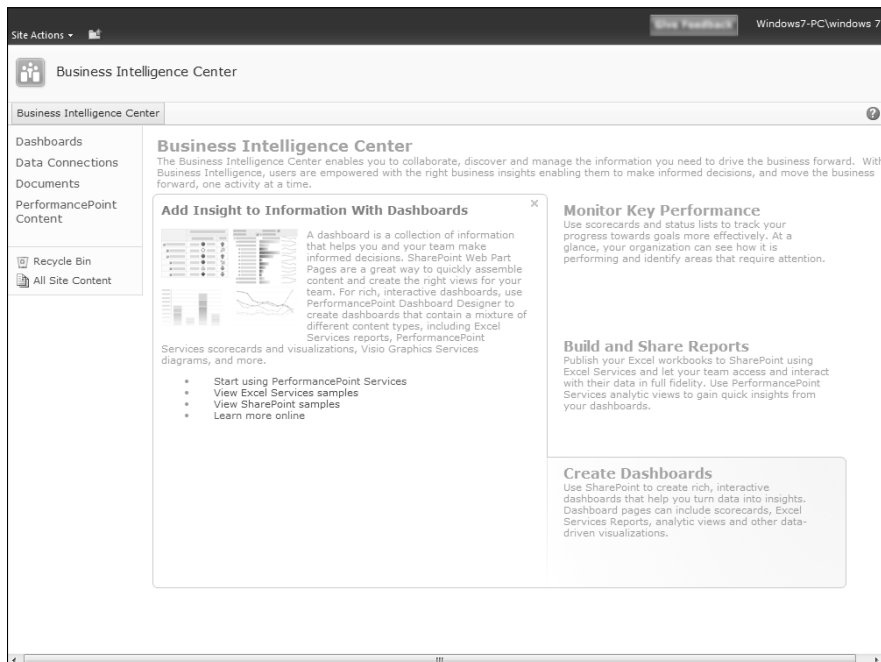 Site Actions
Windows7-PC\windows 7
Business Intelligence Center
Business Intelligence Center
Dashboards
Data Connections
Documents
PerformancePoint
Content
Recycle Bin
All Site Content
Business Intelligence Center
The Business Intelligence Center enables you to collaborate, discover and manage the information you need to drive the business forward. With
Business Intelligence, users are empowered with the right business insights enabling them to make informed decisions, and move the business
forward, one activity at a time.
Add Insight to Information With Dashboards
A dashboard is a collection of information
that helps you and your team make
informed decisions. SharePoint Web Part
Pages are a great way to quickly assemble
content and create the right views for your
team. For rich, interactive dashboards, use
PerformancePoint Dashboard Designer to
create dashboards that contain a mixture of
different content types, including Excel
Services reports, PerformancePoint
Services scorecards and visualizations, Visio Graphics Services
diagrams, and more.
Start using PerformancePoint Services
View Excel Services samples
View SharePoint samples
Learn more online
Monitor Key Performance
Use scorecards and status lists to track your
progress towards goals more effectively. At a
glance, your organization can see how it is
performing and identify areas that require attention.
Build and Share Reports
Publish your Excel workbooks to SharePoint using
Excel Services and let your team access and interact
with their data in full fidelity. Use PerformancePoint
Services analytic views to gain quick insights from
your dashboards.
Create Dashboards
Use SharePoint to create rich, interactive
dashboards that help you turn data into insights.
Dashboard pages can include scorecards, Excel
Services Reports, analytic views and other data-
driven visualizations.